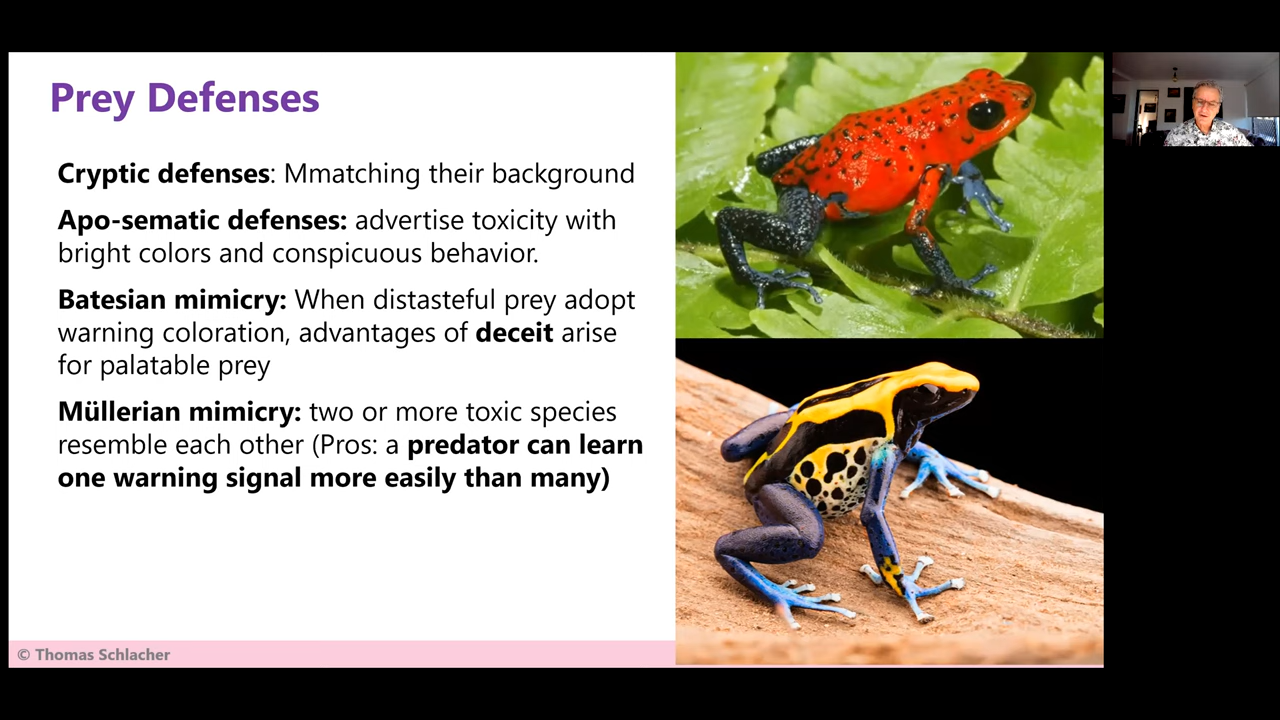 Prey Defenses
Cryptic defenses: Mmatching their background
Apo-sematic defenses: advertise toxicity with
bright colors and conspicuous behavior.
Batesian mimicry: When distasteful prey adopt
warning coloration, advantages of deceit arise
for palatable prey
Müllerian mimicry: two or more toxic species
resemble each other (Pros: a predator can learn
one warning signal more easily than many)
© Thomas Schlacher